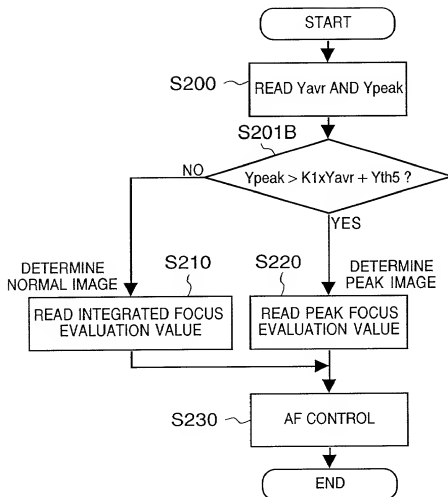 START
S200
READ Yavr AND Ypeak
S201B
Ypeak > K1xYavr + Yth5 ?
NO
YES
DETERMINE
NORMAL IMAGE
S210
S220
DETERMINE
PEAK IMAGE
READ INTEGRATED FOCUS
EVALUATION VALUE
READ PEAK FOCUS
EVALUATION VALUE
S230
AF CONTROL
END